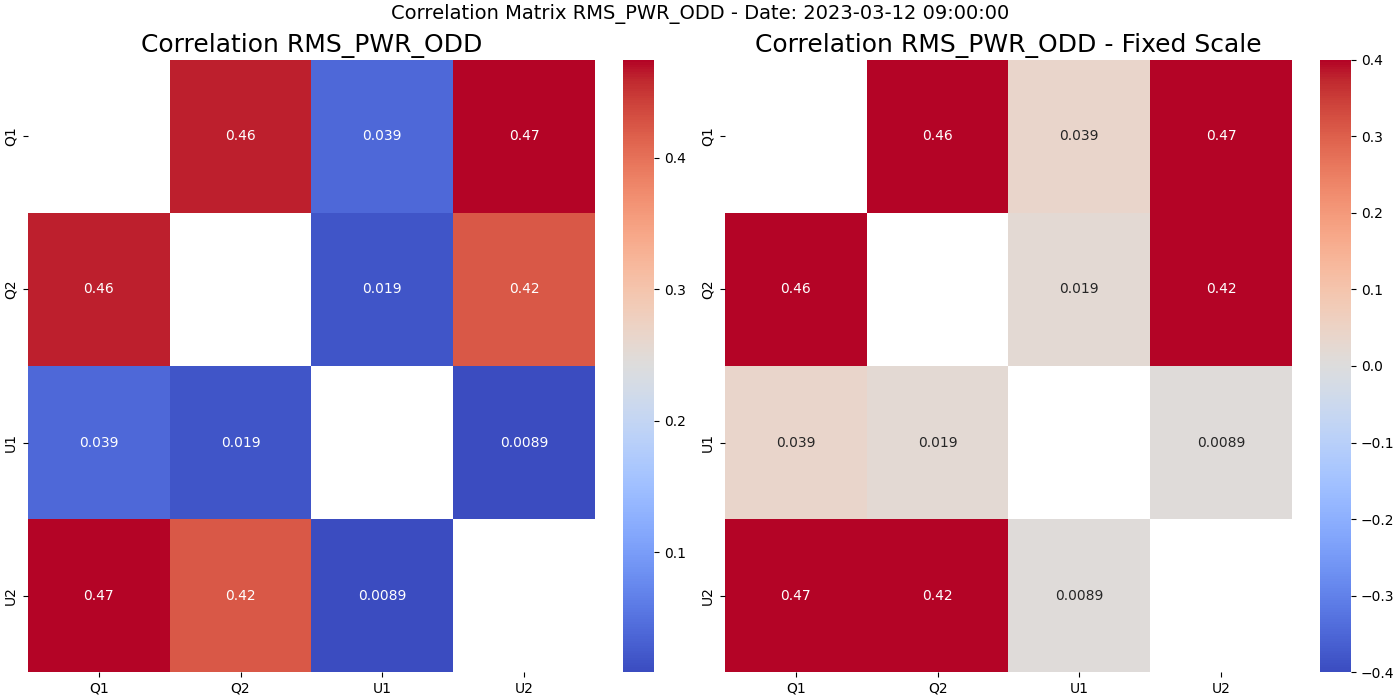 Correlation Matrix RMS_PWR_ODD - Date: 2023-03-12 09:00:00
Correlation RMS_PWR_ODD
Q1
0.46
0.039
0.47
Q2
0.46
0.019
0.42
U1
0.039
0.019
0.0089
U2
0.47
0.42
0.0089
Q1
Q2
U1
U2
0.4
0.3
0.2
0.1
Correlation RMS_PWR_ODD - Fixed Scale
Q1
0.46
0.039
0.47
Q2
0.46
0.019
0.42
U1
0.039
0.019
0.0089
U2
0.47
0.42
0.0089
Q1
Q2
U1
U2
0.4
0.3
0.2
0.1
0.0
−0.1
−0.2
−0.3
−0.4